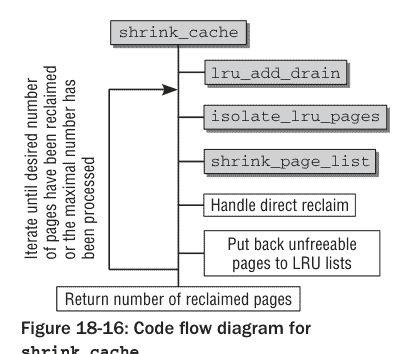 shrink_cache
lru_add_drain
isolate_lru_pages
shrink_page_list
Handle direct reclaim
Put back unfreeable
pages to LRU lists
Return number of reclaimed pages
Iterate until desired number
of pages have been reclaimed
or the maximal number has
been processed
Figure 18-16: Code flow diagram for
shrink_cache